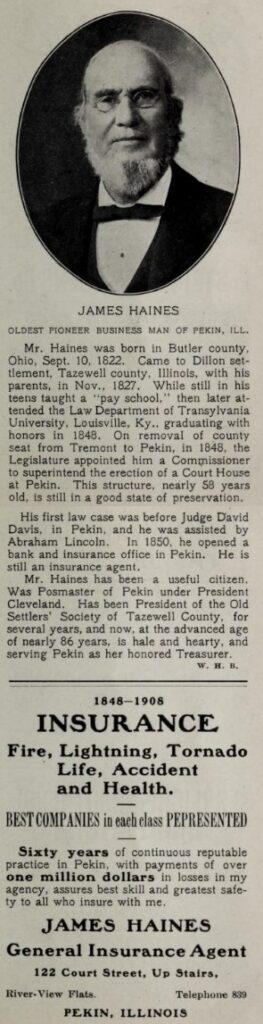 JAMES HAINES
OLDEST PIONEER BUSINESS MAN OF PEKIN, ILL.
Mr. Haines was born in Butler county,
Ohio, Sept. 10, 1822. Came to Dillon set-
tlement, Tazewell county, Illinois, with his
parents, in Nov., 1827. While still in his
teens taught a "pay school," then later at-
tended the Law Department of Transylvania
University, Louisville, Ky., graduating with
honors in 1848. On removal of county
seat from Tremont to Pekin, in 1848, the
Legislature appointed him a Commissioner
to superintend the erection of a Court House
at Pekin. This structure, nearly 58 years
old, is still in a good state of preservation.
His first law case was before Judge David
Davis, in Pekin, and he was assisted by
Abraham Lincoln. In 1850, he opened a
bank and insurance office in Pekin. He is
still an insurance agent.
Mr. Haines has been a useful citizen.
Was Posmaster of Pekin under President
Cleveland. Has been President of the Old
Settlers' Society of Tazewell County, for
several years, and now, at the advanced age
of nearly 86 years, is hale and hearty, and
serving Pekin as her honored Treasurer.
W. H. B.
1848–1908
INSURANCE
Fire, Lightning, Tornado
Life, Accident
and Health.
BEST COMPANIES in each class PEPRESENTED
Sixty years of continuous reputable
practice in Pekin, with payments of over
one million dollars in losses in my
agency, assures best skill and greatest safe-
ty to all who insure with me.
JAMES HAINES
General Insurance Agent
122 Court Street, Up Stairs,
River-View Flats. Telephone 839
PEKIN, ILLINOIS